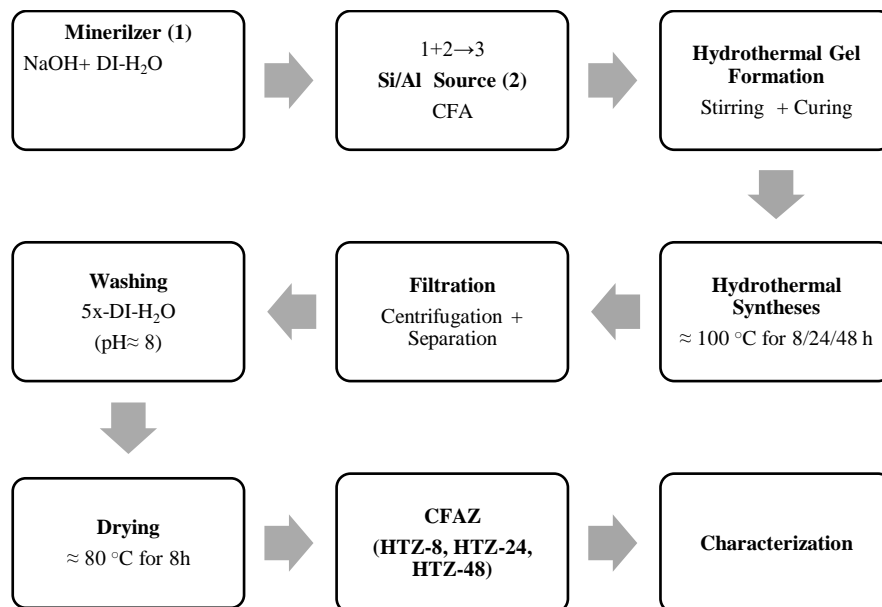 Minerilzer (1)
NaOH+ DI-H₂O
1+2→3
Si/Al Source (2)
CFA
Hydrothermal Gel
Formation
Stirring + Curing
Washing
5x-DI-H₂O
(pH≈ 8)
Filtration
Centrifugation +
Separation
Hydrothermal
Syntheses
≈ 100 °C for 8/24/48 h
Drying
≈ 80 °C for 8h
CFAZ
(HTZ-8, HTZ-24,
HTZ-48)
Characterization